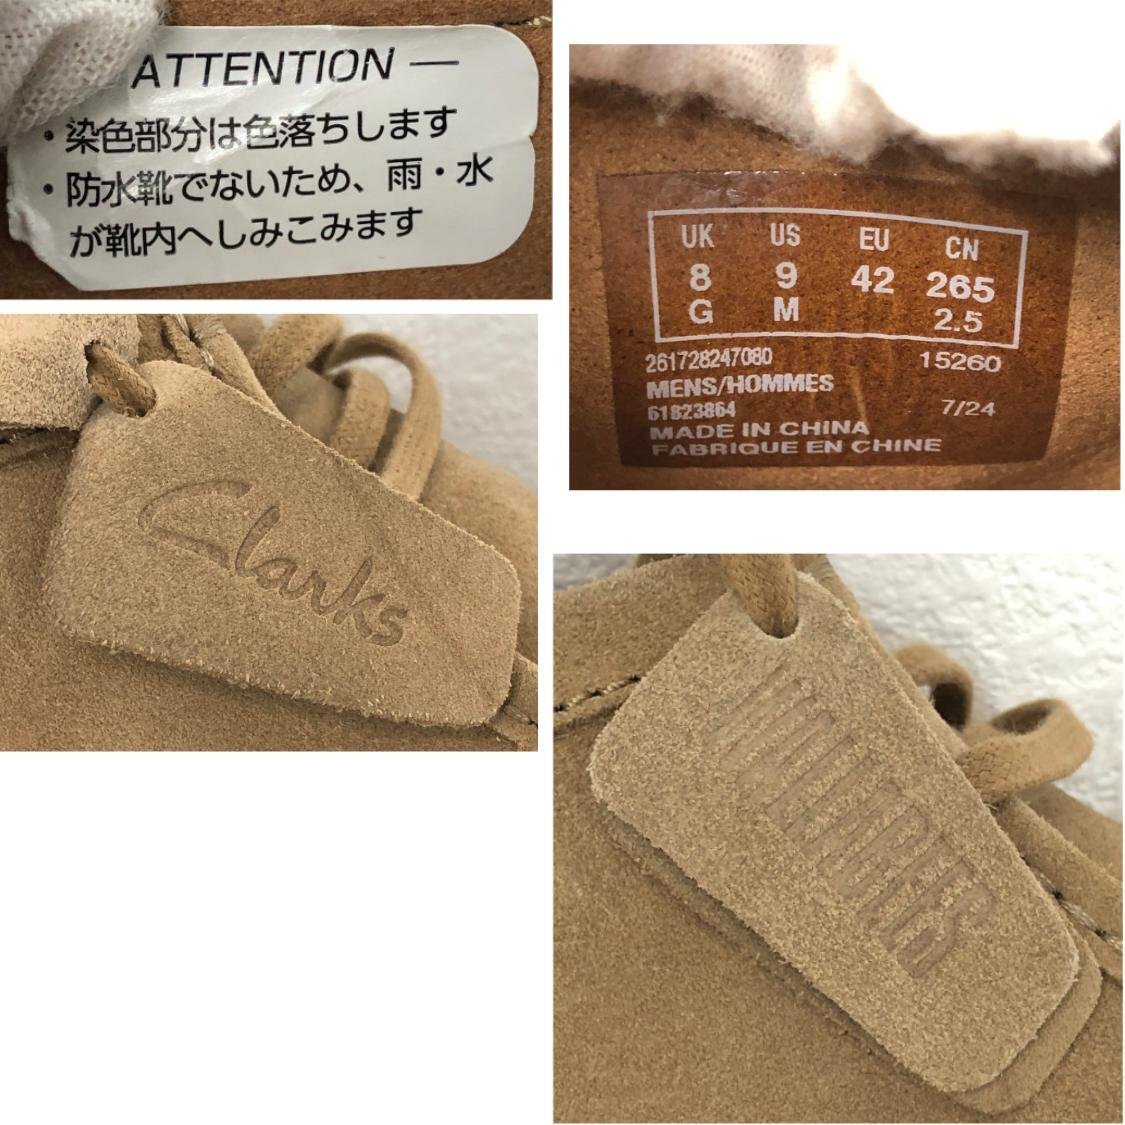 ATTENTION —
・染色部分は色落ちします
・防水靴でないため、雨・水
が靴内へしみこみます
UK US EU CN
8 9 42 265
G M 2.5
261728247080 15260
MENS/HOMMES
61823864 7/24
MADE IN CHINA
FABRIQUE EN CHINE
Clarks